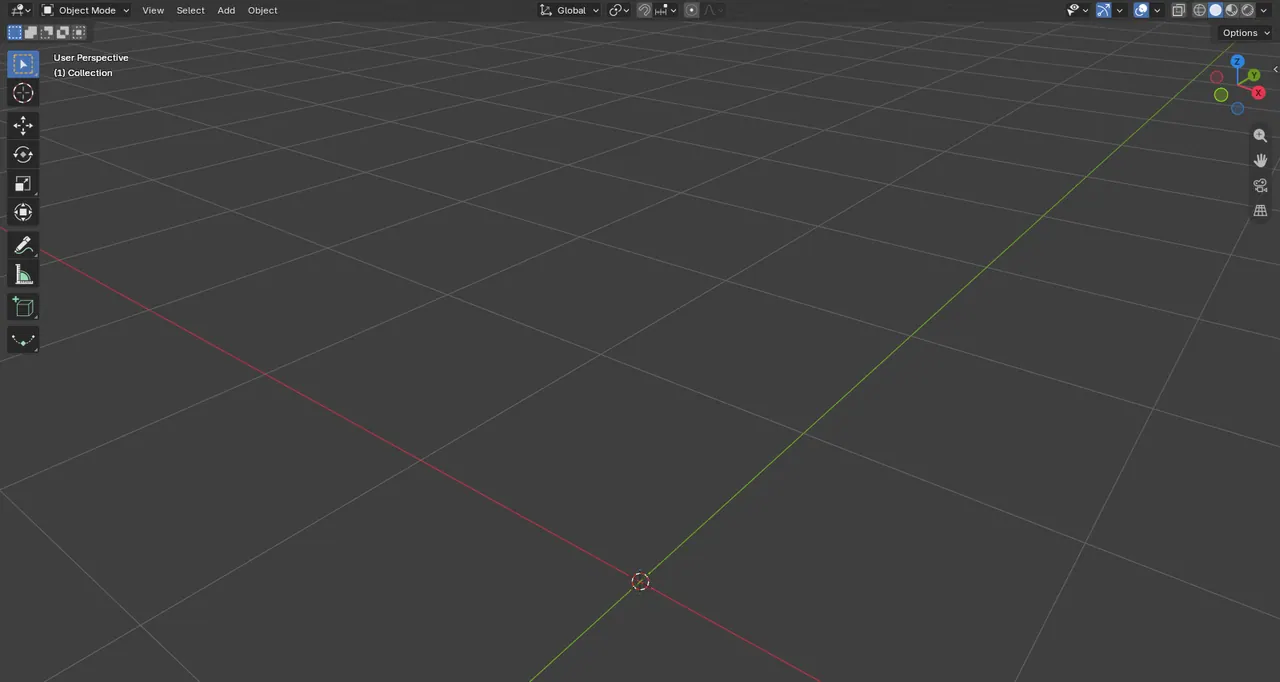 Object Mode View Select Add Object Global
Options
User Perspective
(1) Collection
Z
Y
X